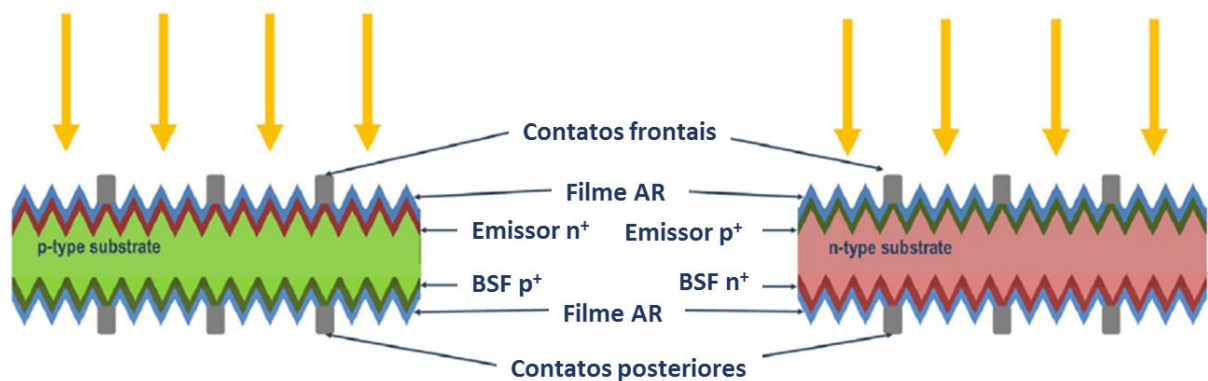 Contatos frontais
Filme AR
Emissor n⁺ Emissor p⁺
p-type substrate n-type substrate
BSF p⁺ BSF n⁺
Filme AR
Contatos posteriores